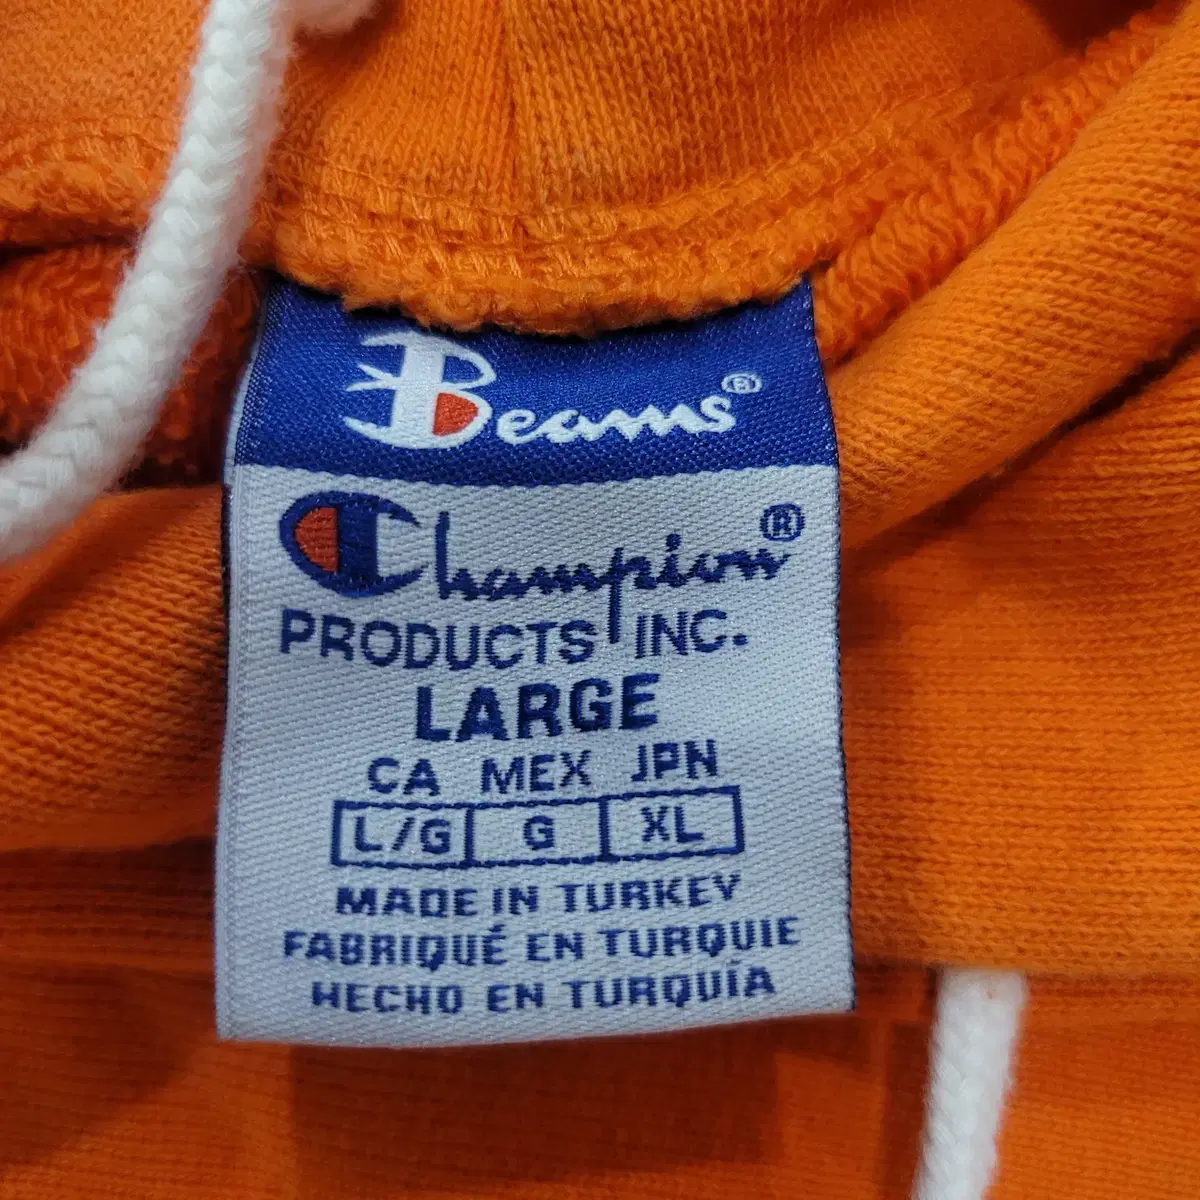 Beams®
Champion®
PRODUCTS INC.
LARGE
CA MEX JPN
L/G G XL
MADE IN TURKEY
FABRIQUÉ EN TURQUIE
HECHO EN TURQUÍA